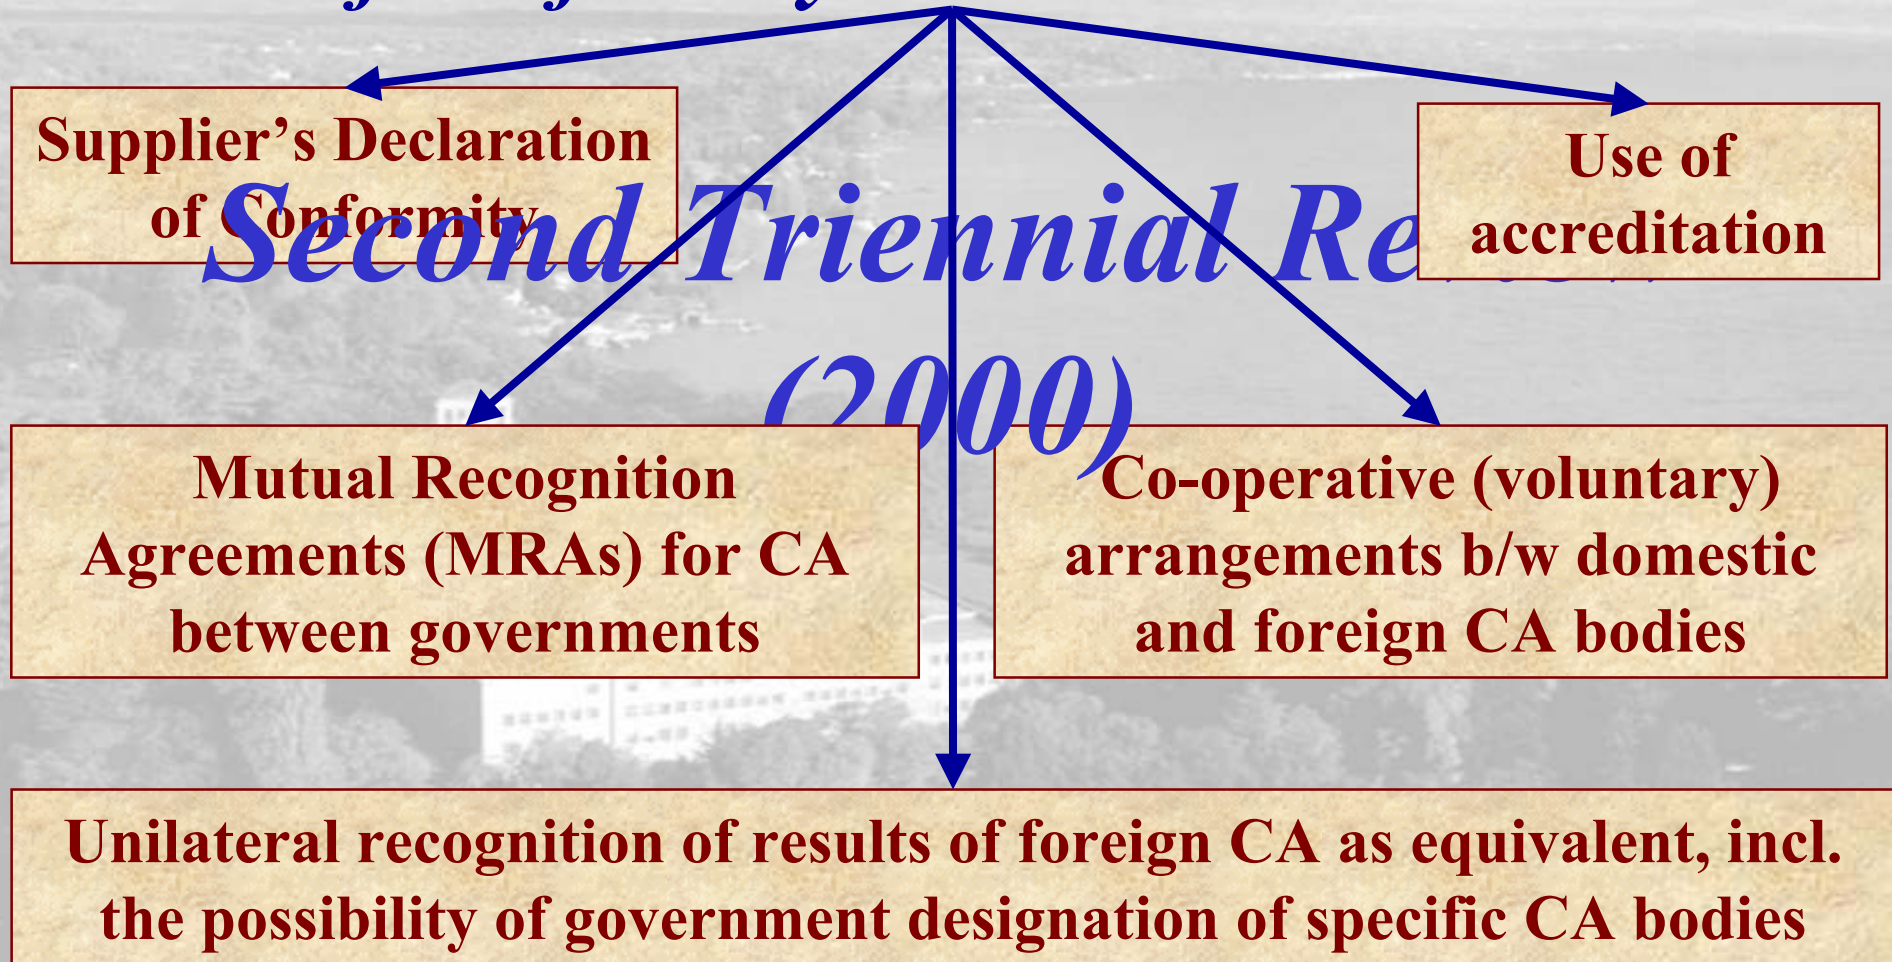 Supplier’s Declaration
of Conformity
Use of
accreditation
Second Triennial
(2000)
Mutual Recognition
Agreements (MRAs) for CA
between governments
Co-operative (voluntary)
arrangements b/w domestic
and foreign CA bodies
Unilateral recognition of results of foreign CA as equivalent, incl.
the possibility of government designation of specific CA bodies